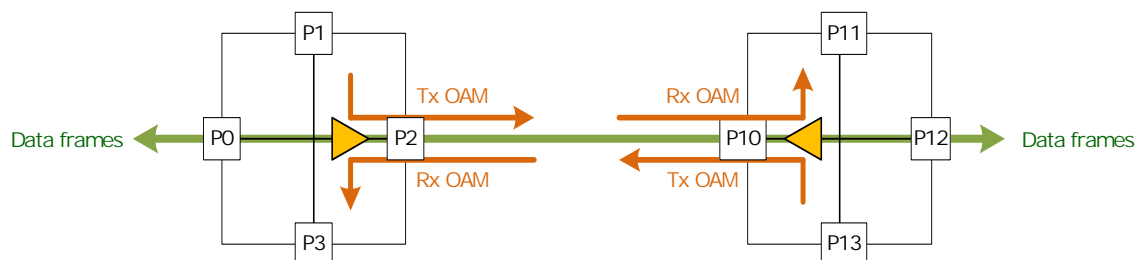 P1
P11
Tx OAM
Rx OAM
Data frames
P0
P2
P10
P12
Data frames
Rx OAM
Tx OAM
P3
P13